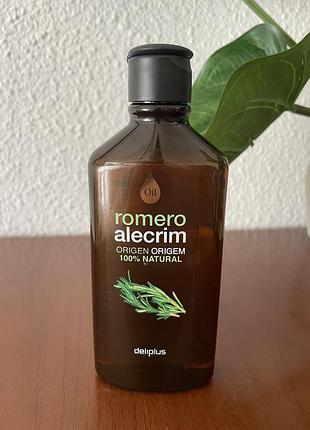 Oil
romero
alecrim
ORIGEN ORIGEM
100% NATURAL
deliplus